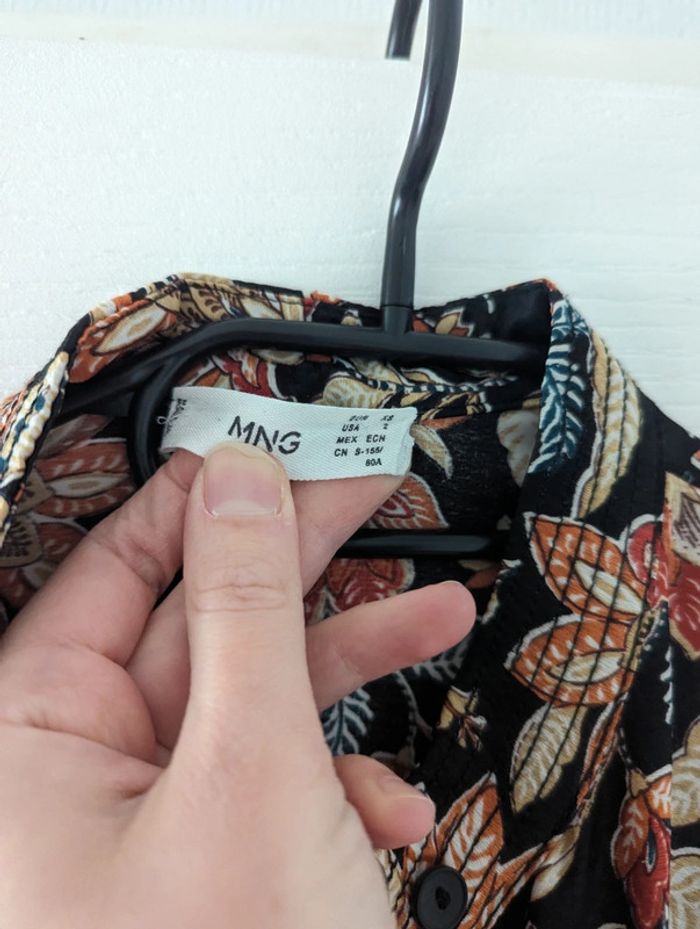 MNG
EUR XS
USA 2
MEX ECH
CN S-155/
80A